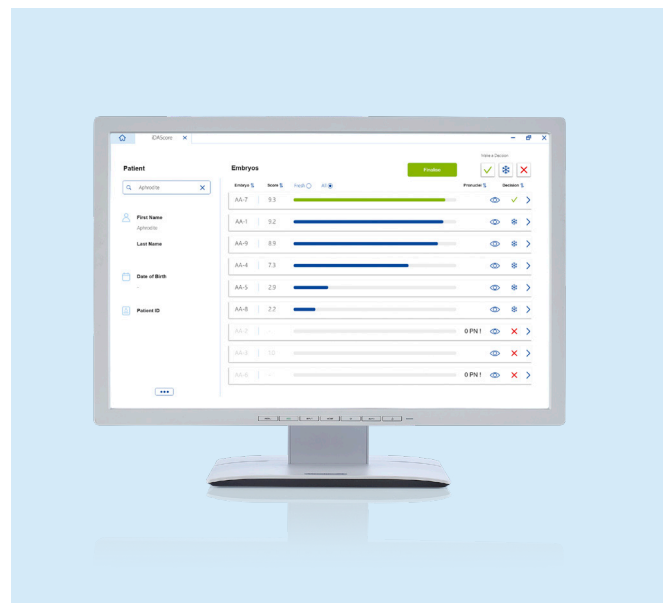 iDAScore
Make a Decision
Patient
Embryos
Finalize
Aphrodite
Embryo
Score
Fresh
All
Pronuclei
Decision
AA-7 9.3
First Name
Aphrodite
AA-1 9.2
Last Name
AA-9 8.9
AA-4 7.3
Date of Birth
-
AA-5 2.9
Patient ID
AA-8 2.2
0 PN !
0 PN !